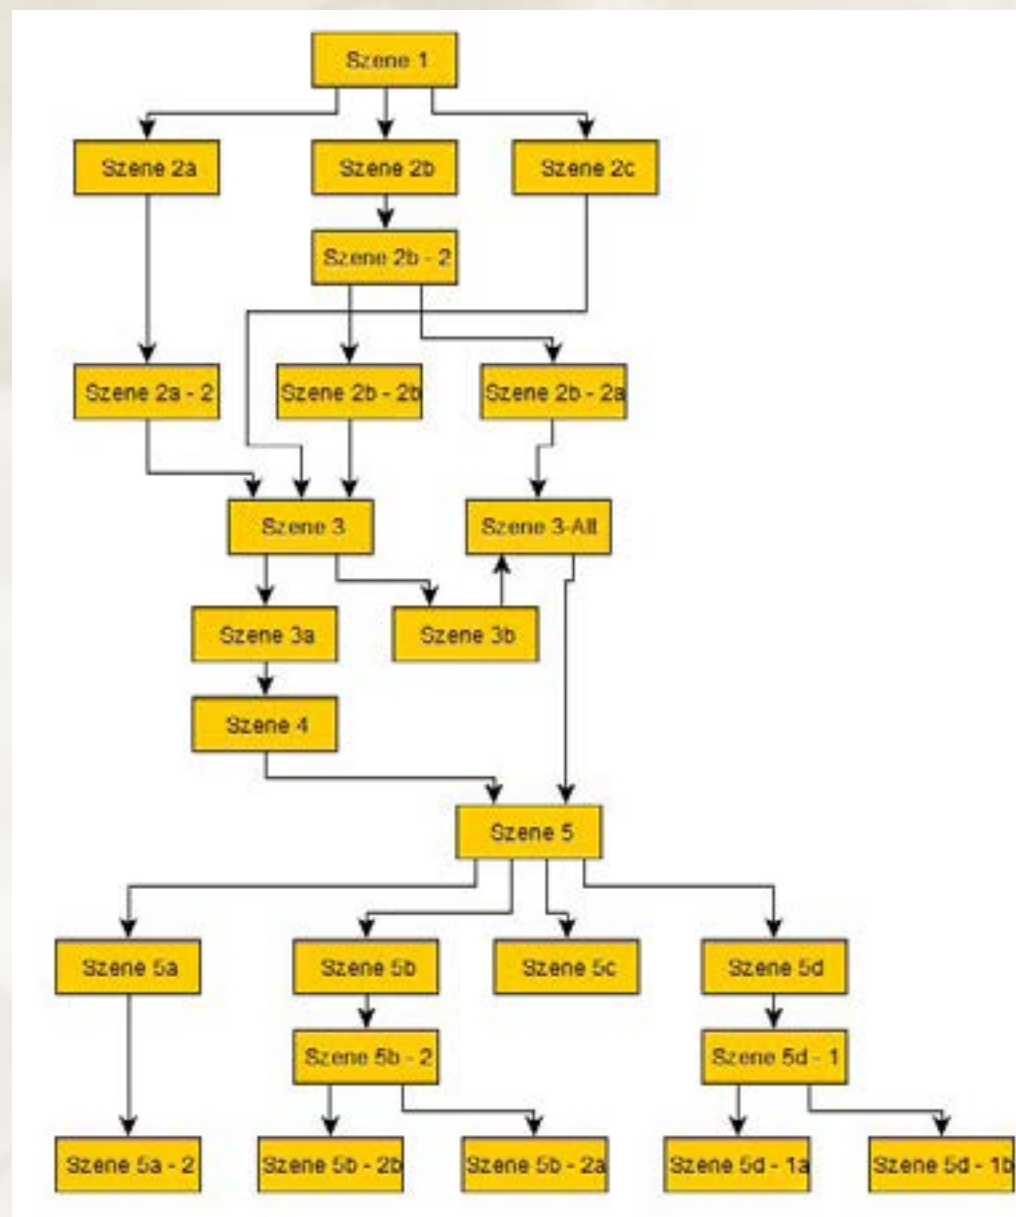 Szene 1
Szene 2a
Szene 2b
Szene 2c
Szene 2b - 2
Szene 2a - 2
Szene 2b - 2b
Szene 2b - 2a
Szene 3
Szene 3-Alt
Szene 3a
Szene 3b
Szene 4
Szene 5
Szene 5a
Szene 5b
Szene 5c
Szene 5d
Szene 5b - 2
Szene 5d - 1
Szene 5a - 2
Szene 5b - 2b
Szene 5b - 2a
Szene 5d - 1a
Szene 5d - 1b